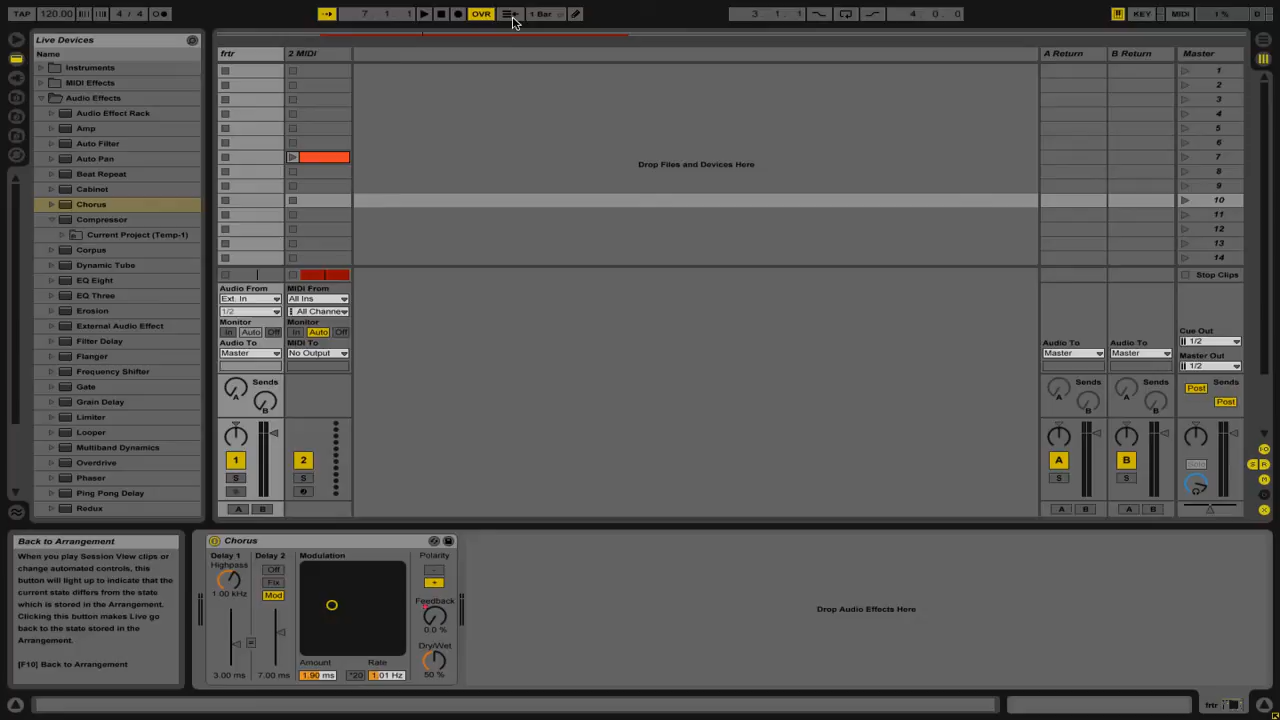 TAP 120.00 4 / 4 7. 1. 1 OVR 1 Bar 3. 1. 1 4. 0. 0 KEY MIDI 1 % D
Live Devices
Name
Instruments
MIDI Effects
Audio Effects
Audio Effect Rack
Amp
Auto Filter
Auto Pan
Beat Repeat
Cabinet
Chorus
Compressor
Current Project (Temp-1)
Corpus
Dynamic Tube
EQ Eight
EQ Three
Erosion
External Audio Effect
Filter Delay
Flanger
Frequency Shifter
Gate
Grain Delay
Limiter
Looper
Multiband Dynamics
Overdrive
Phaser
Ping Pong Delay
Redux
frtr 2 MIDI A Return B Return Master
1
2
3
4
5
6
Drop Files and Devices Here
7
8
9
10
11
12
13
14
Stop Clips
Audio From MIDI From
Ext. In All Ins
1/2 All Channe
Monitor Monitor
In Auto Off In Auto Off
Audio To MIDI To
Master No Output
Sends
A B
1 2
S S
A B
Audio To Audio To
Master Master
Sends Sends
A B A B
A B
S S
A B A B
Cue Out
1/2
Master Out
1/2
Sends
Post
Post
Solo
S R
M
D
X
Back to Arrangement
When you play Session View clips or
change automated controls, this
button will light up to indicate that the
current state differs from the state
which is stored in the Arrangement.
Clicking this button makes Live go
back to the state stored in the
Arrangement.
[F10] Back to Arrangement
Chorus
Delay 1 Delay 2 Modulation Polarity
Highpass Off -
Fix +
1.00 kHz Mod
Feedback
0.0 %
Dry/Wet
Amount Rate
3.00 ms 7.00 ms 1.90 ms *20 1.01 Hz 50 %
Drop Audio Effects Here
frtr